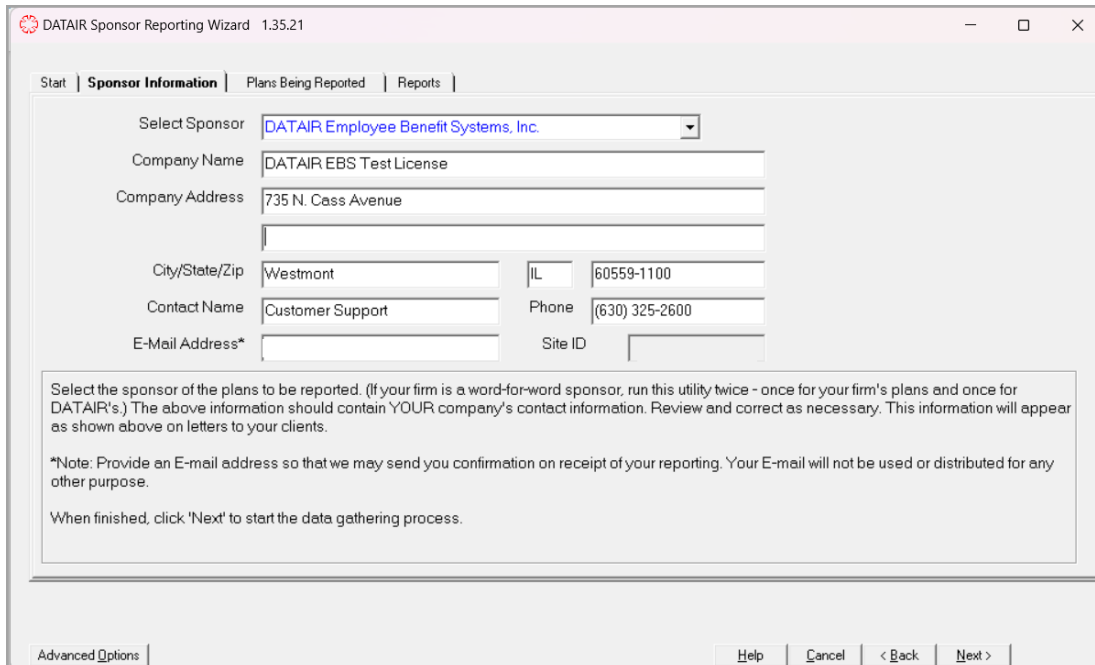 DATAIR Sponsor Reporting Wizard 1.35.21
Start Sponsor Information Plans Being Reported Reports
Select Sponsor DATAIR Employee Benefit Systems, Inc.
Company Name DATAIR EBS Test License
Company Address 735 N. Cass Avenue
City/State/Zip Westmont IL 60559-1100
Contact Name Customer Support Phone (630) 325-2600
E-Mail Address* Site ID
Select the sponsor of the plans to be reported. (If your firm is a word-for-word sponsor, run this utility twice - once for your firm's plans and once for
DATAIR's.) The above information should contain YOUR company's contact information. Review and correct as necessary. This information will appear
as shown above on letters to your clients.
*Note: Provide an E-mail address so that we may send you confirmation on receipt of your reporting. Your E-mail will not be used or distributed for any
other purpose.
When finished, click 'Next' to start the data gathering process.
Advanced Options Help Cancel < Back Next >